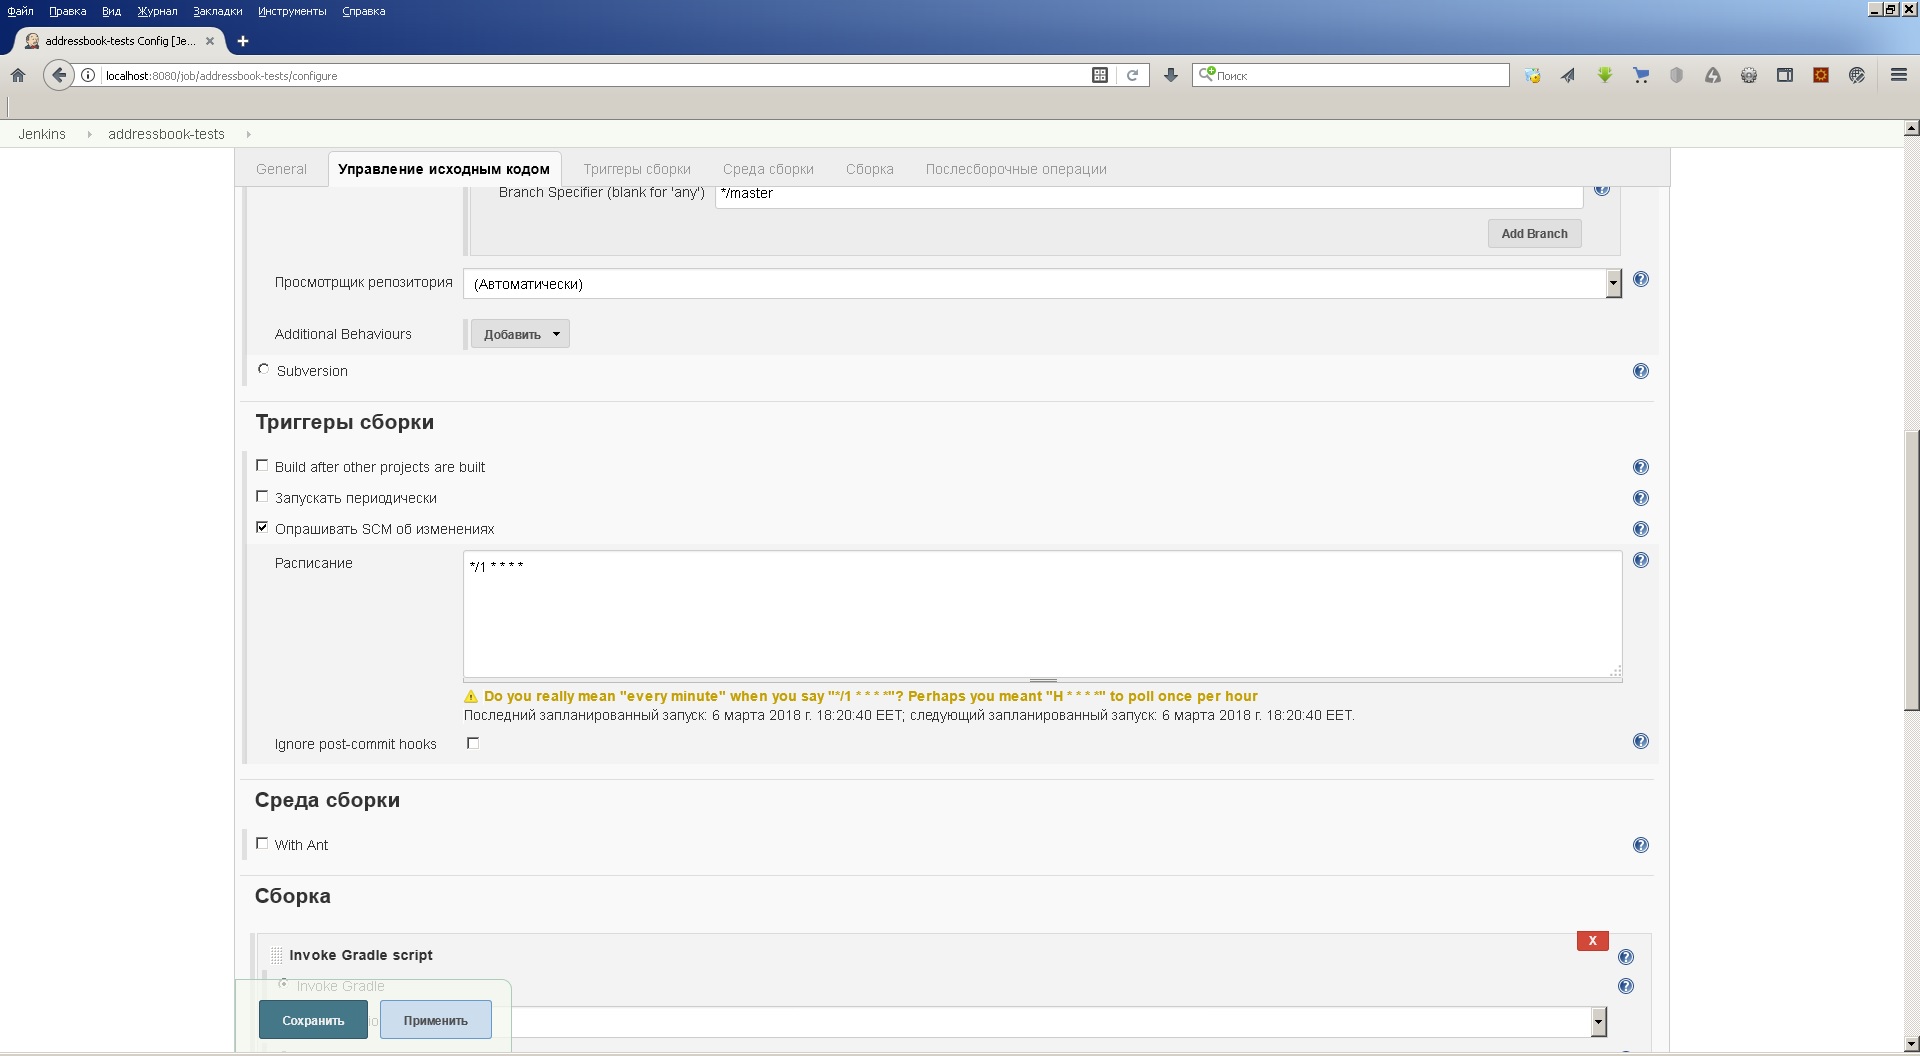 Файл Правка Вид Журнал Закладки Инструменты Справка
addressbook-tests Config [Je...
localhost:8080/job/addressbook-tests/configure
Поиск
Jenkins addressbook-tests
General Управление исходным кодом Триггеры сборки Среда сборки Сборка Послесборочные операции
Branch Specifier (blank for 'any') */master
Add Branch
Просмотрщик репозитория (Автоматически)
Additional Behaviours Добавить
Subversion
Триггеры сборки
Build after other projects are built
Запускать периодически
Опрашивать SCM об изменениях
Расписание */1 * * * *
Do you really mean "every minute" when you say "*/1 * * * *"? Perhaps you meant "H * * * *" to poll once per hour
Последний запланированный запуск: 6 марта 2018 г. 18:20:40 EET; следующий запланированный запуск: 6 марта 2018 г. 18:20:40 EET.
Ignore post-commit hooks
Среда сборки
With Ant
Сборка
Invoke Gradle script
X
Invoke Gradle
Сохранить Применить